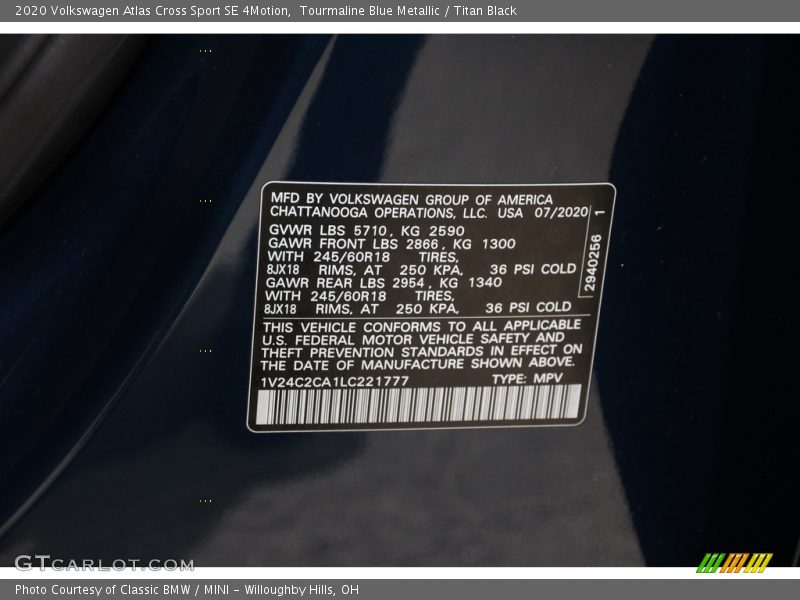 2020 Volkswagen Atlas Cross Sport SE 4Motion,  Tourmaline Blue Metallic / Titan Black
MFD BY VOLKSWAGEN GROUP OF AMERICA
CHATTANOOGA OPERATIONS, LLC. USA 07/2020
GVWR LBS 5710, KG 2590
GAWR FRONT LBS 2866, KG 1300
WITH 245/60R18 TIRES,
8JX18 RIMS, AT 250 KPA, 36 PSI COLD
GAWR REAR LBS 2954, KG 1340
WITH 245/60R18 TIRES,
8JX18 RIMS, AT 250 KPA, 36 PSI COLD
2940256 1
THIS VEHICLE CONFORMS TO ALL APPLICABLE
U.S. FEDERAL MOTOR VEHICLE SAFETY AND
THEFT PREVENTION STANDARDS IN EFFECT ON
THE DATE OF MANUFACTURE SHOWN ABOVE.
1V24C2CA1LC221777 TYPE: MPV
GTCARLOT.COM
Photo Courtesy of Classic BMW / MINI - Willoughby Hills, OH